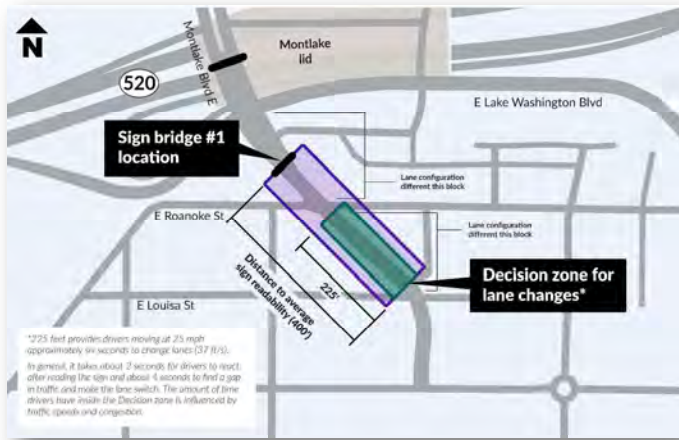 N
Montlake Blvd E
520
Montlake
lid
E Lake Washington Blvd
Sign bridge #1
location
Lane configuration
different this block
E Roanoke St
Lane configuration
different this block
Distance to average
sign readability (400')
225'
Decision zone for
lane changes*
E Louisa St
*225 feet provides drivers moving at 25 mph
approximately six seconds to change lanes (37 ft/s).
In general, it takes about 2 seconds for drivers to react
after reading the sign and about 4 seconds to find a gap
in traffic and make the lane switch. The amount of time
drivers have inside the Decision zone is influenced by
traffic speeds and congestion.